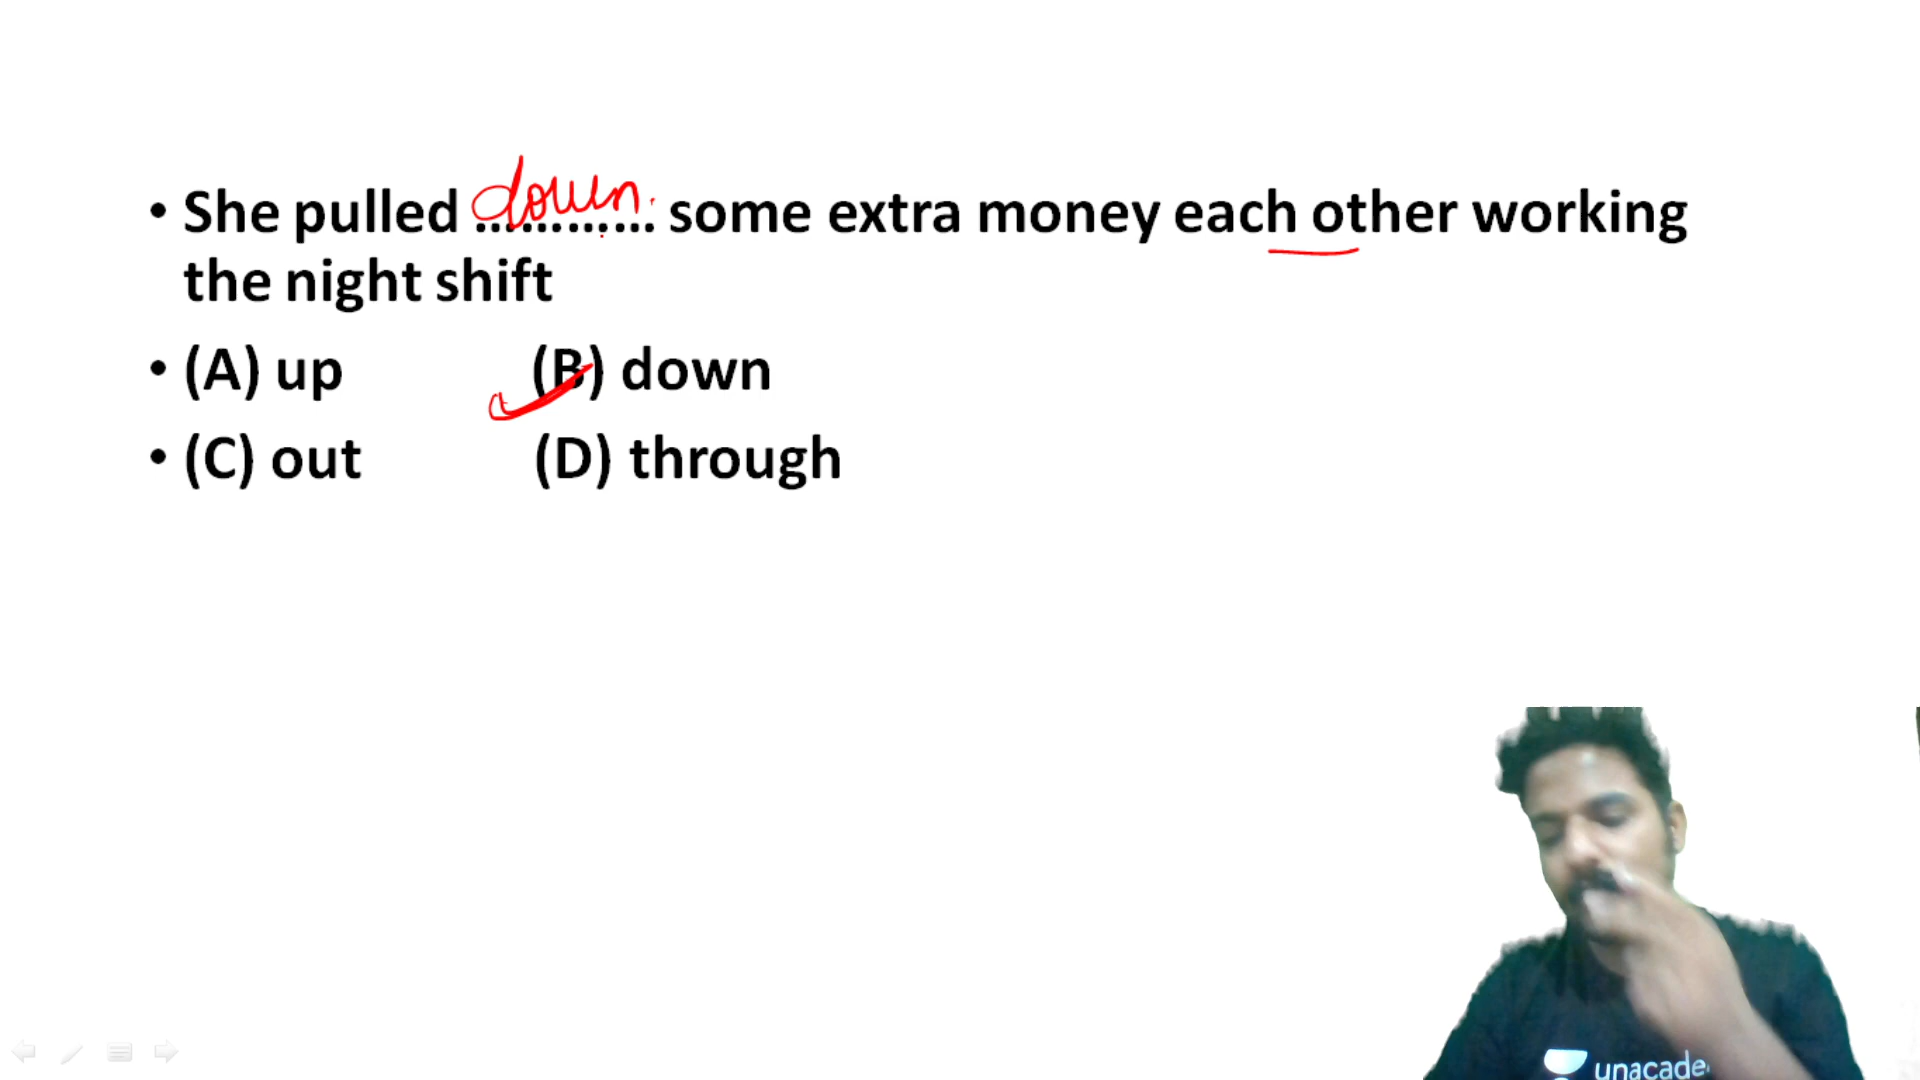 • She pulled down ............ some extra money each other working
the night shift
• (A) up (B) down
• (C) out (D) through
unacade